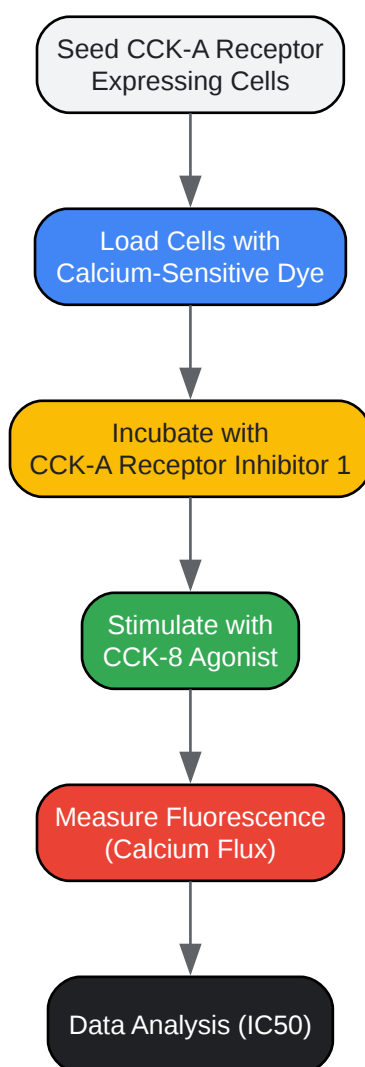 Seed CCK-A Receptor
Expressing Cells
Load Cells with
Calcium-Sensitive Dye
Incubate with
CCK-A Receptor Inhibitor 1
Stimulate with
CCK-8 Agonist
Measure Fluorescence
(Calcium Flux)
Data Analysis (IC50)